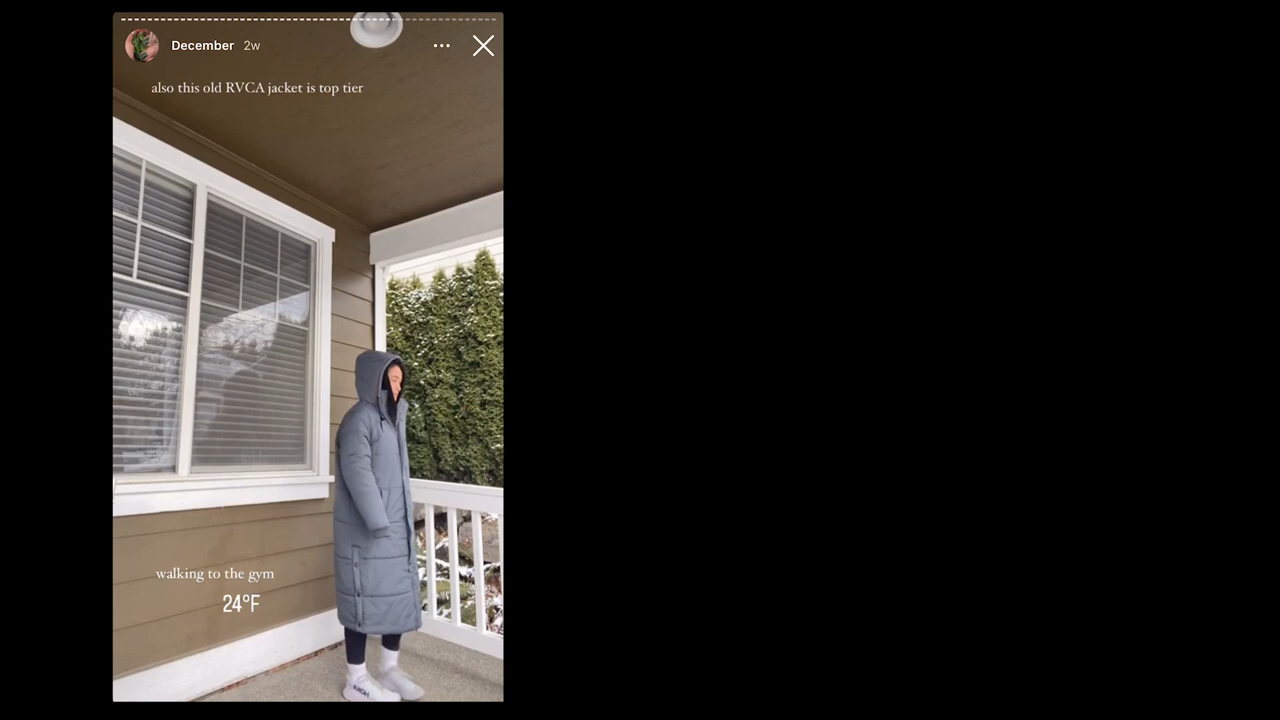 December 2w
also this old RVCA jacket is top tier
walking to the gym
24°F